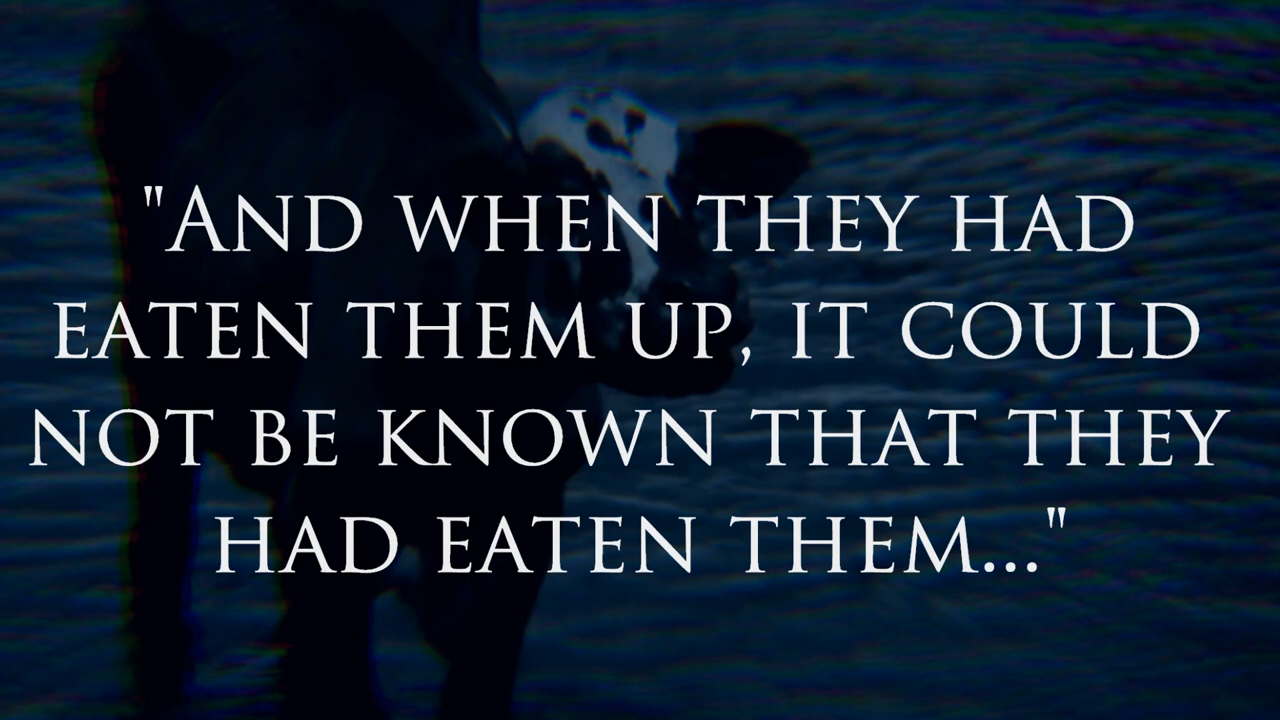 "And when they had
eaten them up, it could
not be known that they
had eaten them..."